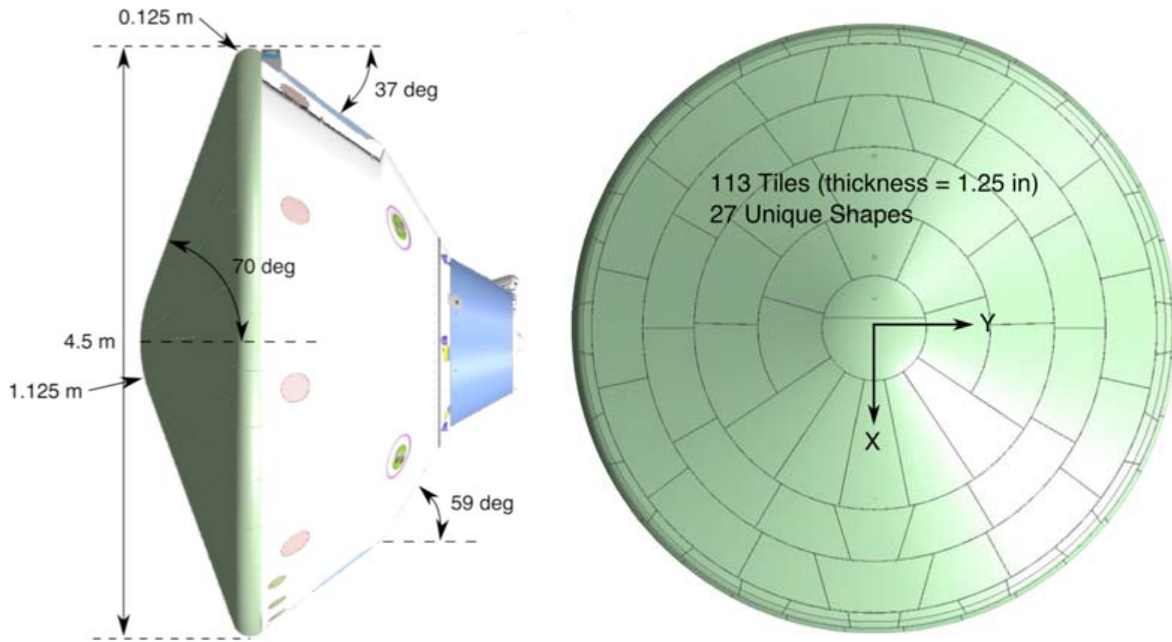 0.125 m
37 deg
70 deg
4.5 m
1.125 m
59 deg
113 Tiles (thickness = 1.25 in)
27 Unique Shapes
Y
X